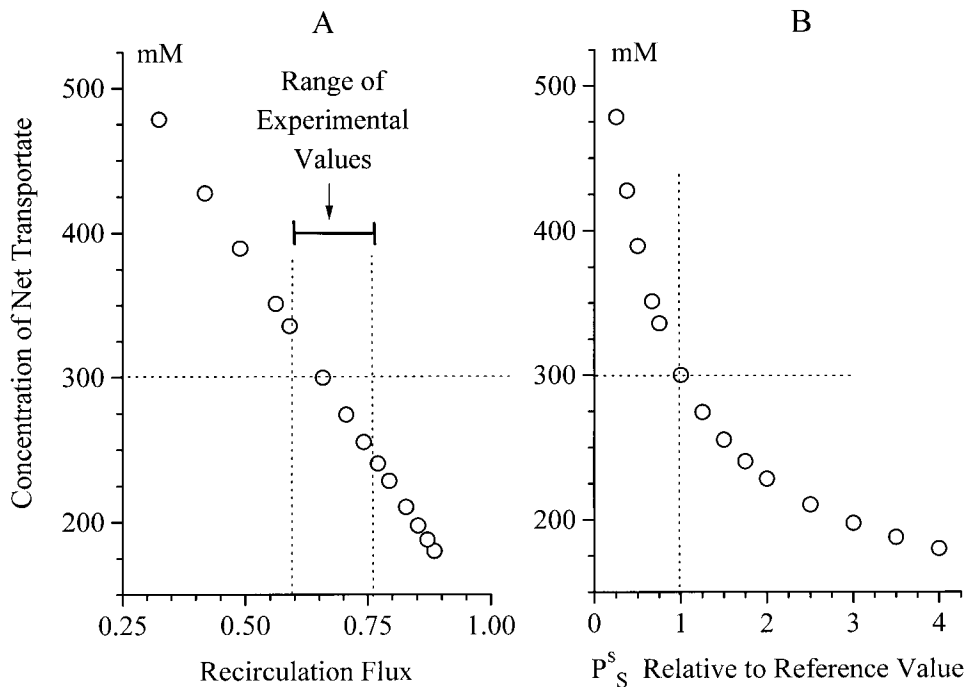 A
mM
Range of
Experimental
Values
500
400
300
200
0.25
0.50
0.75
1.00
Concentration of Net Transportate
Recirculation Flux
B
mM
500
400
300
200
0
1
2
3
4
P^s_S Relative to Reference Value